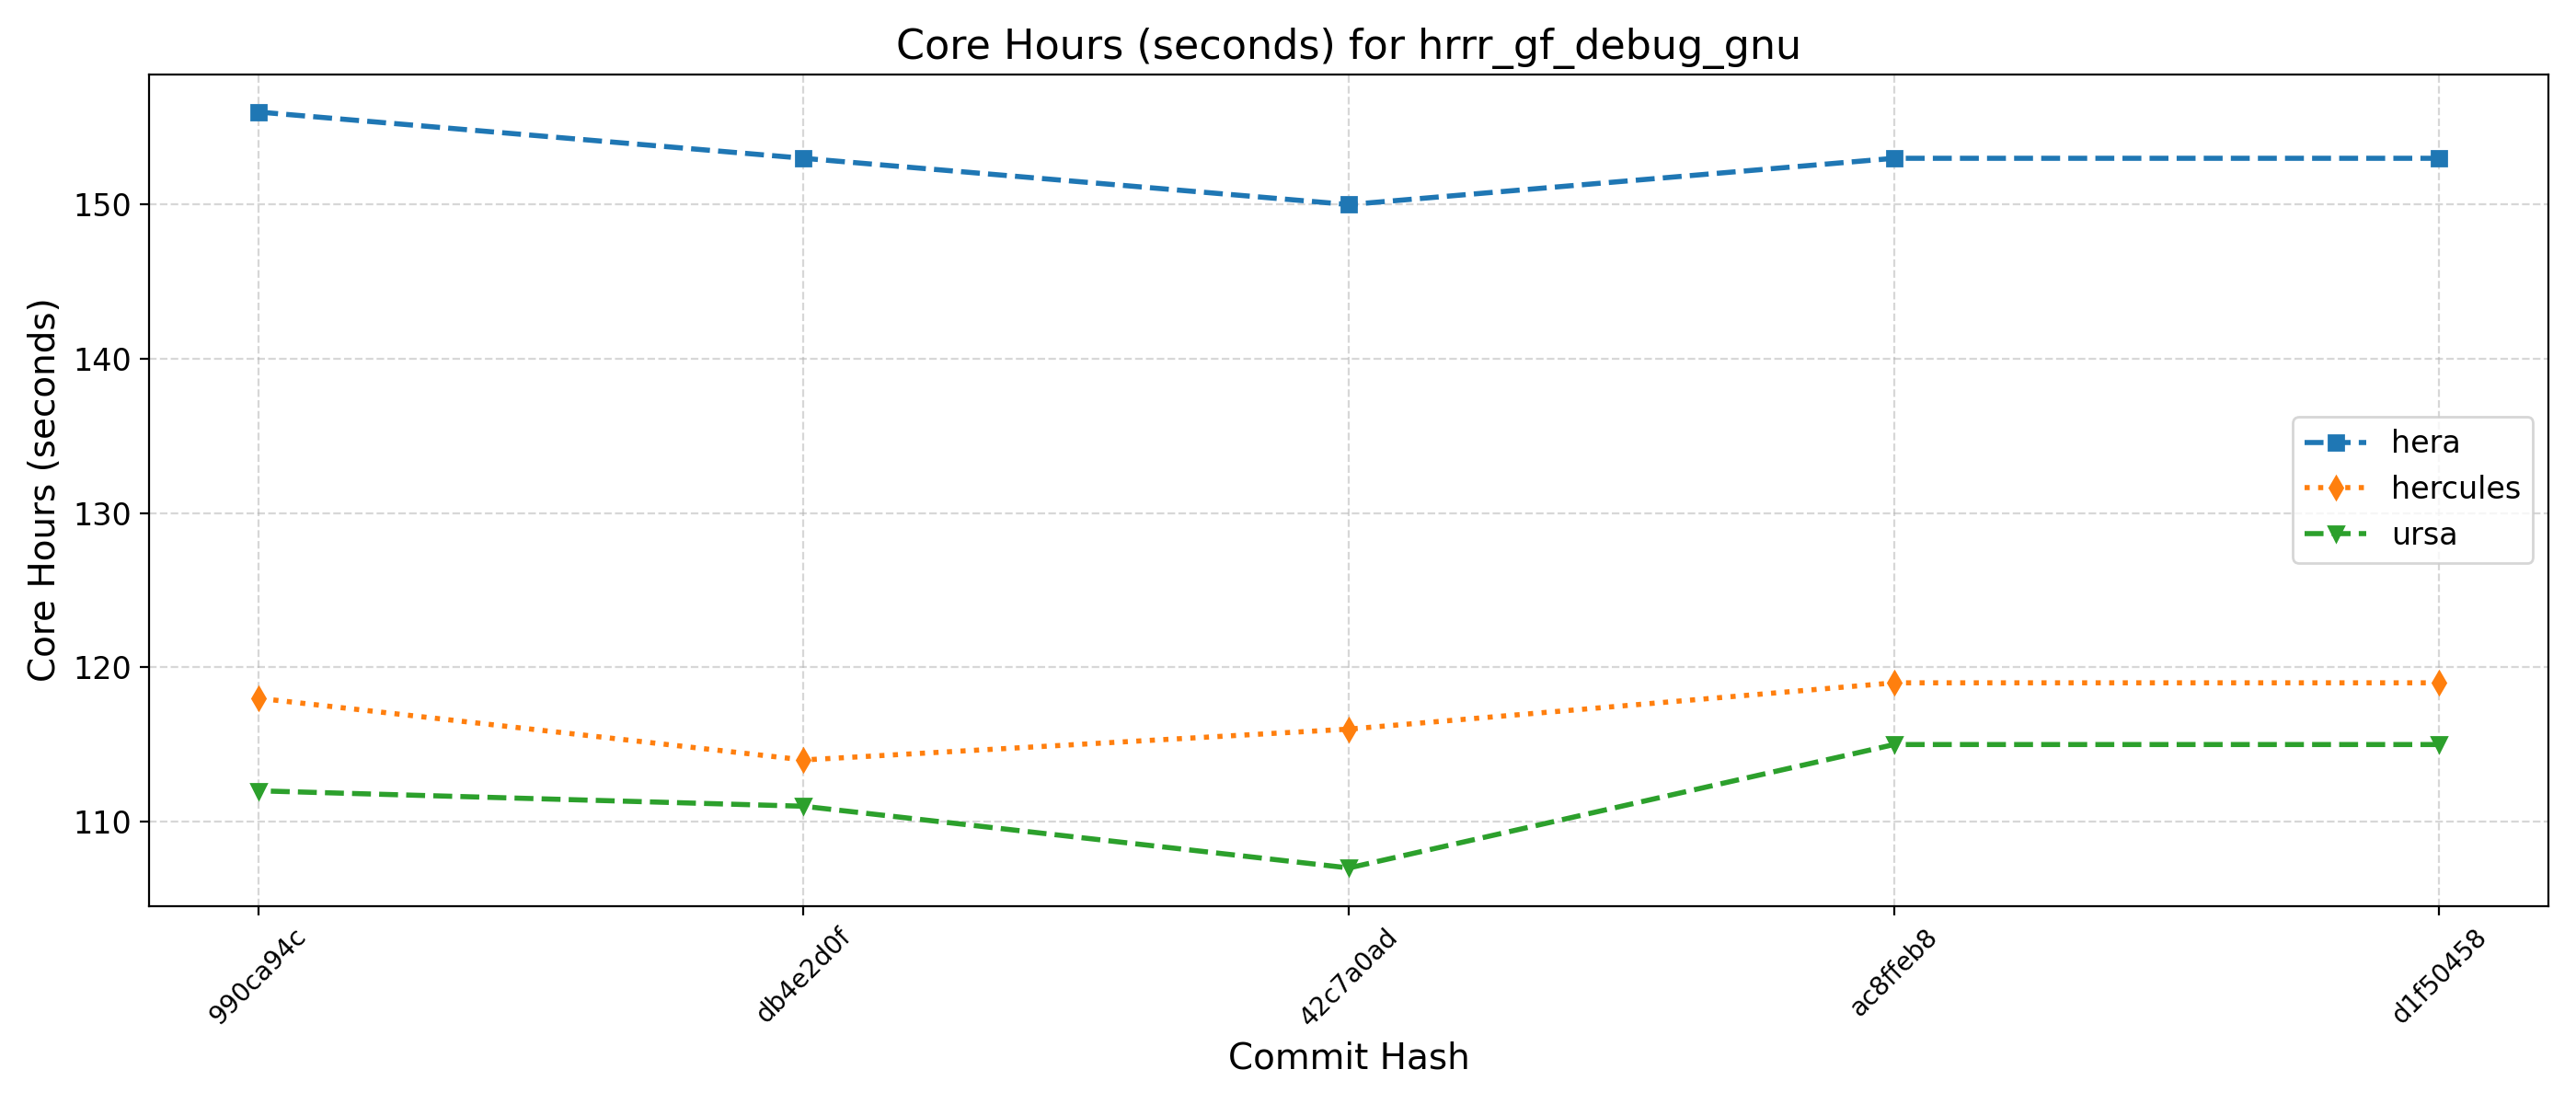 Core Hours (seconds) for hrrr_gf_debug_gnu
Core Hours (seconds)
150
140
130
120
110
hera
hercules
ursa
990ca94c
db4e2d0f
42c7a0ad
ac8ffeb8
d1f50458
Commit Hash